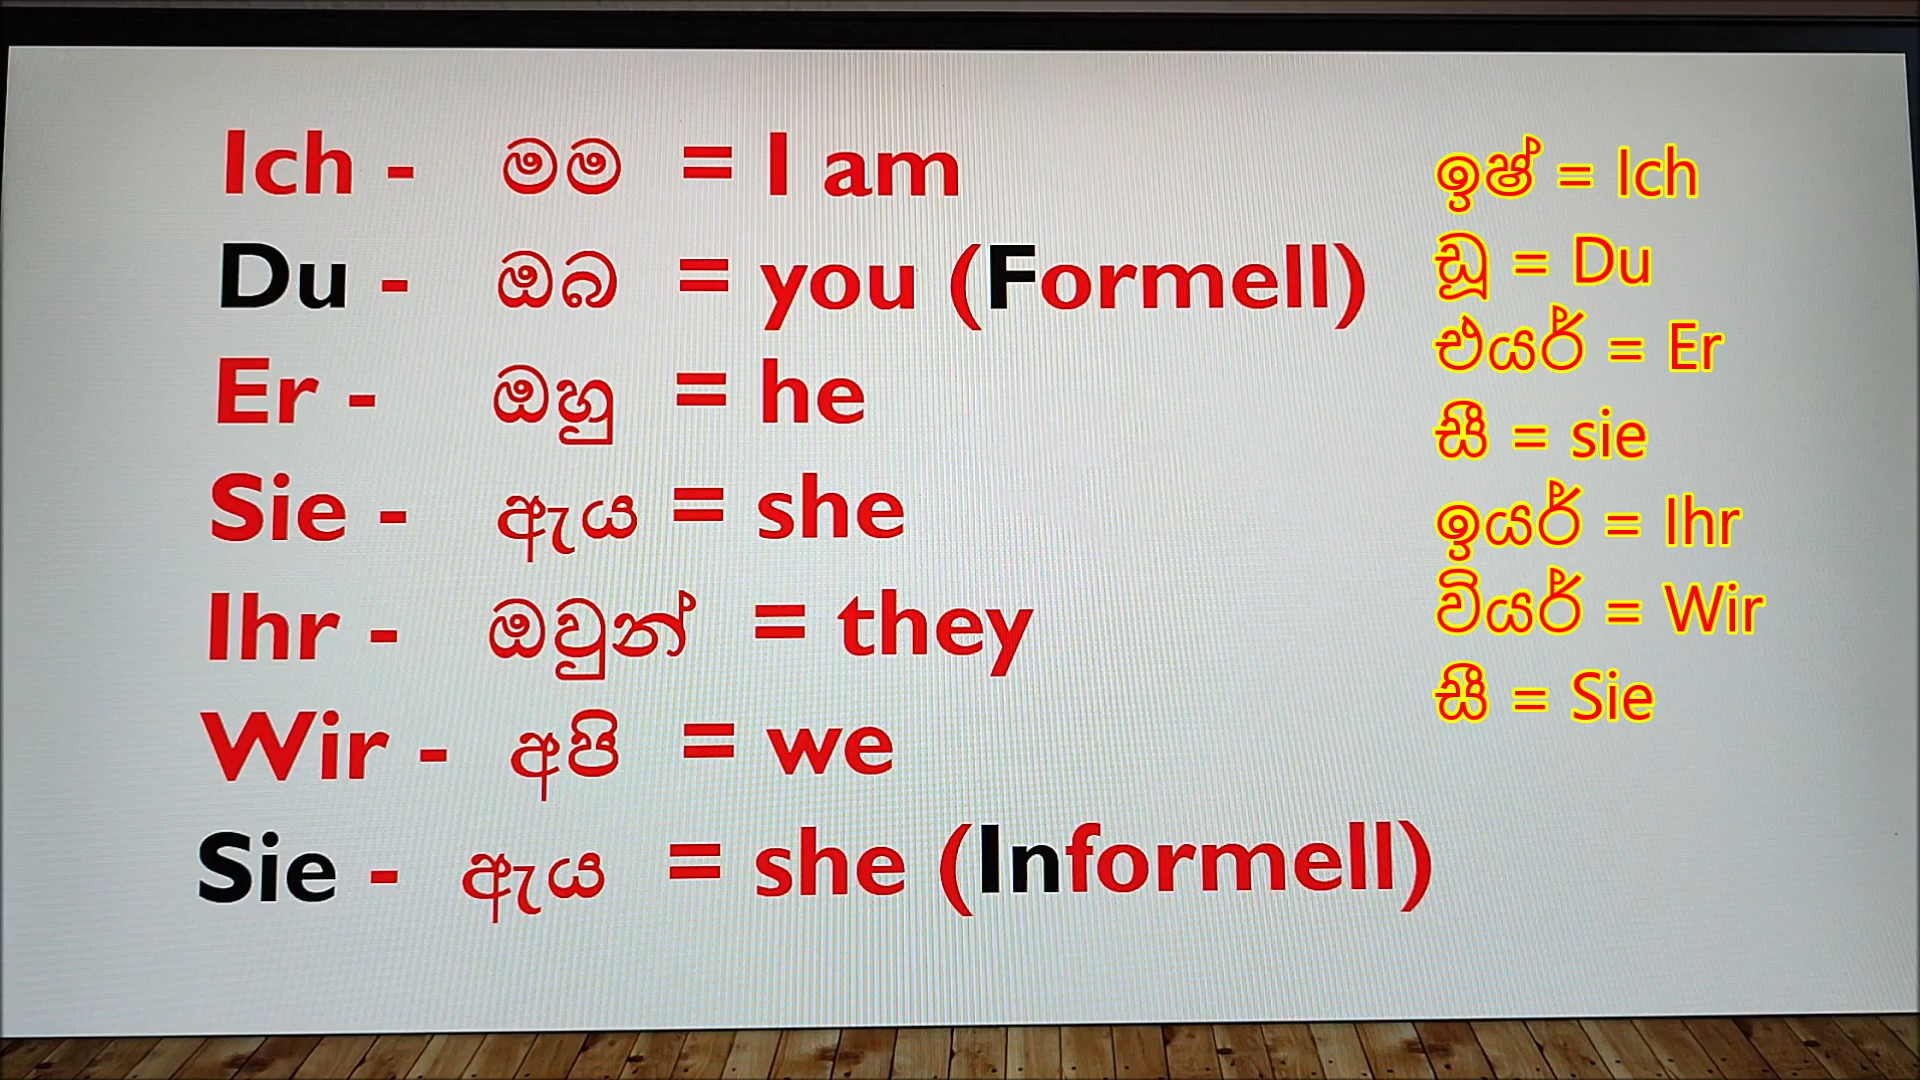 Ich - මම = I am
Du - ඔබ = you (Formell)
Er - ඔහු = he
Sie - ඇය = she
Ihr - ඔවුන් = they
Wir - අපි = we
Sie - ඇය = she (Informell)
ඉෂ් = Ich
ඩූ = Du
එයර් = Er
සී = sie
ඉයර් = Ihr
වියර් = Wir
සී = Sie